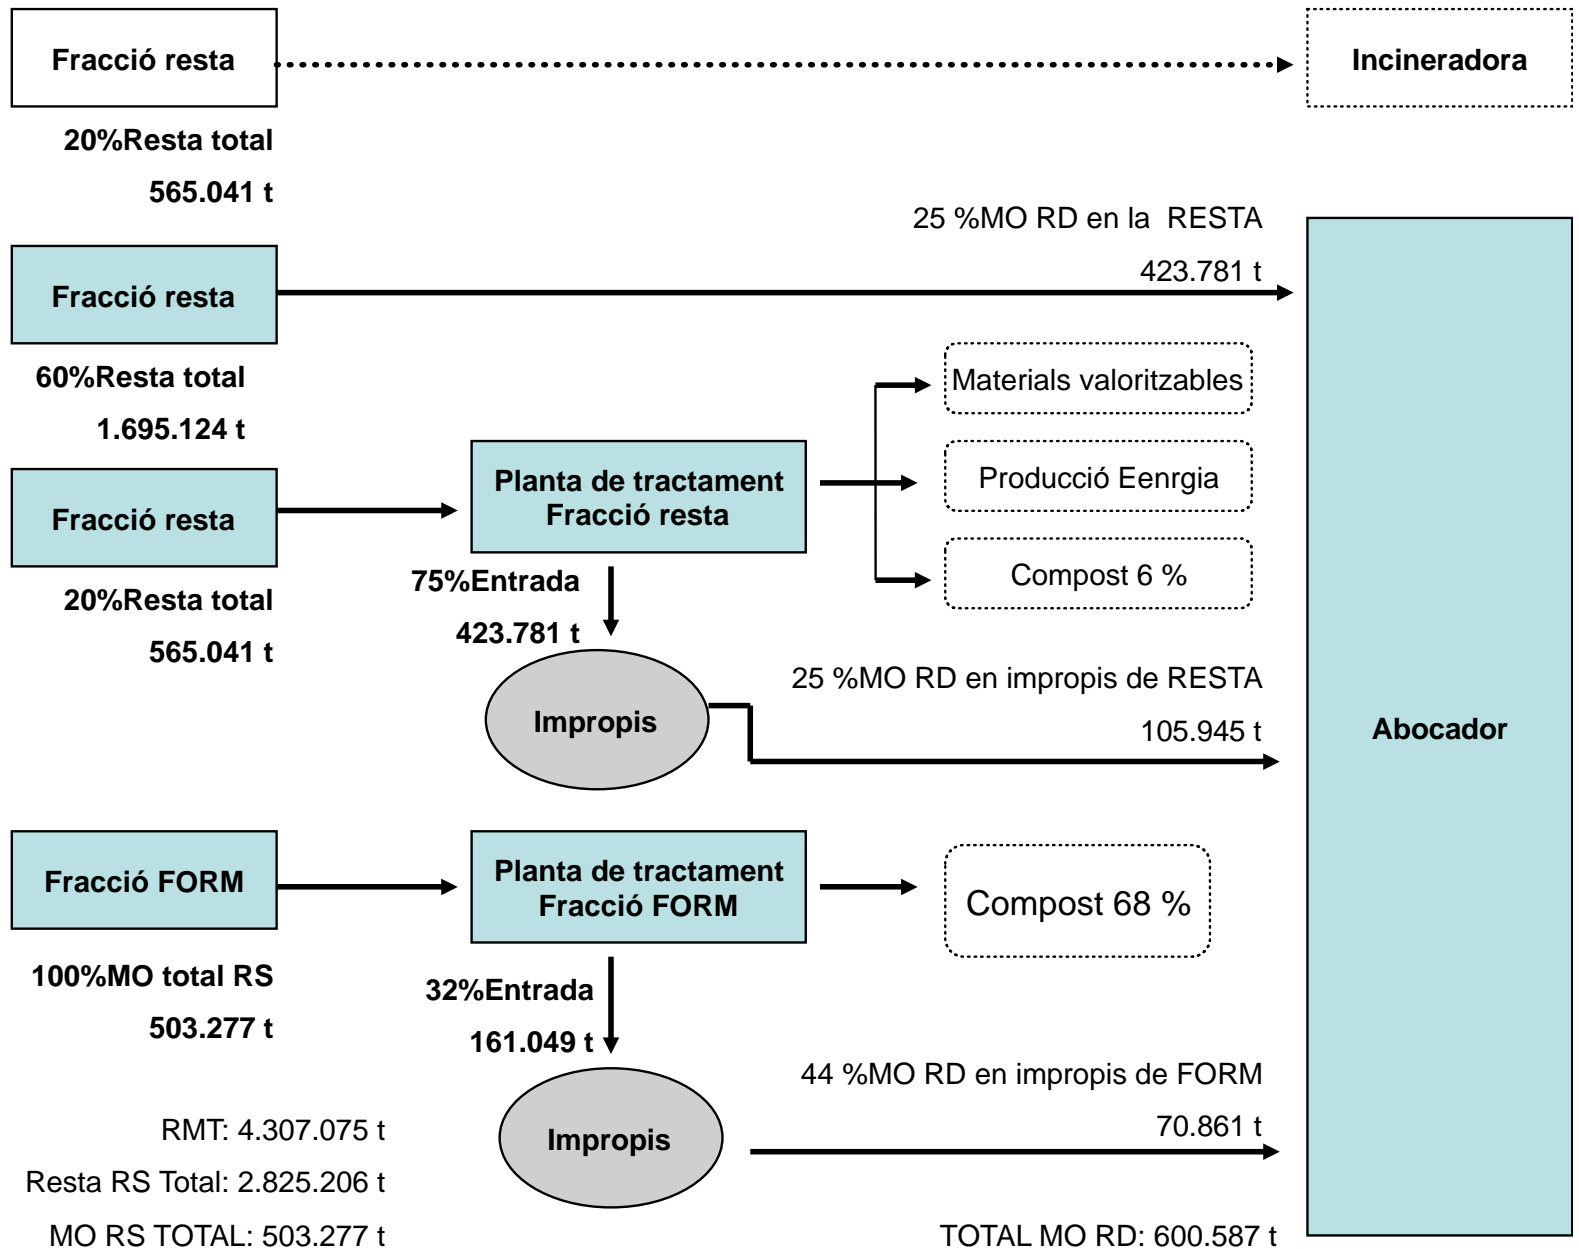 Fracció resta
Incineradora
20%Resta total
565.041 t
25 %MO RD en la  RESTA
423.781 t
Fracció resta
60%Resta total
1.695.124 t
Materials valoritzables
Planta de tractament
Fracció resta
Producció Eenrgia
Fracció resta
Compost 6 %
75%Entrada
423.781 t
20%Resta total
565.041 t
25 %MO RD en impropis de RESTA
105.945 t
Impropis
Abocador
Fracció FORM
Planta de tractament
Fracció FORM
Compost 68 %
100%MO total RS
503.277 t
32%Entrada
161.049 t
44 %MO RD en impropis de FORM
70.861 t
Impropis
RMT: 4.307.075 t
Resta RS Total: 2.825.206 t
MO RS TOTAL: 503.277 t
TOTAL MO RD: 600.587 t